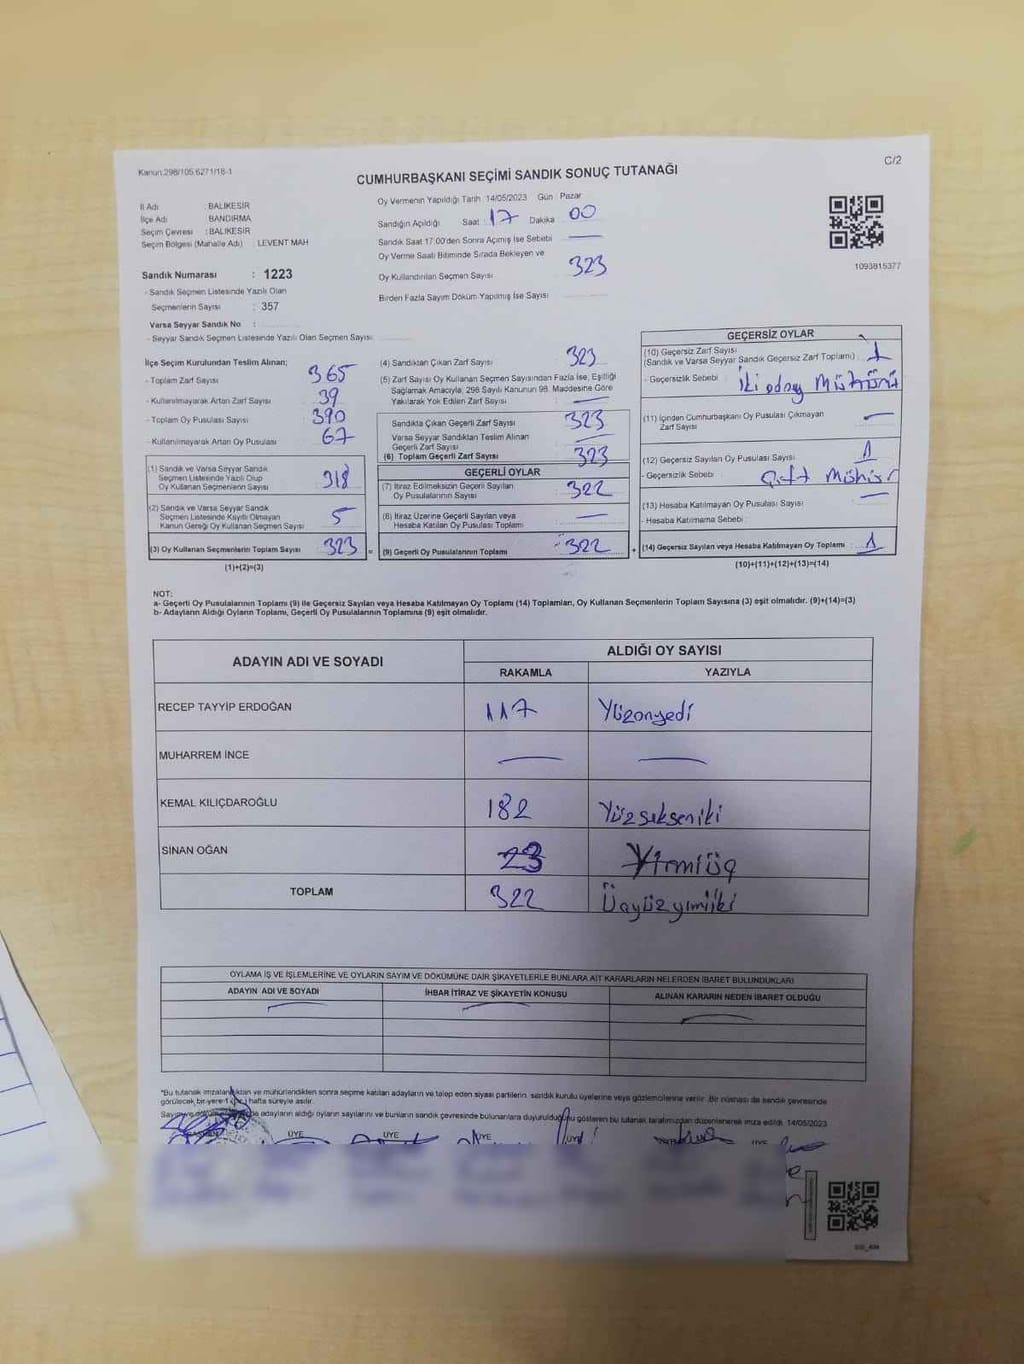 Kanun:298/105,6271/18-1
C/2
CUMHURBAŞKANI SEÇİMİ SANDIK SONUÇ TUTANAĞI
İl Adı : BALIKESİR
İlçe Adı : BANDIRMA
Seçim Çevresi : BALIKESİR
Seçim Bölgesi (Mahalle Adı) : LEVENT MAH
Sandık Numarası : 1223
- Sandık Seçmen Listesinde Yazılı Olan
Seçmenlerin Sayısı : 357
Varsa Seyyar Sandık No :
- Seyyar Sandık Seçmen Listesinde Yazılı Olan Seçmen Sayısı:
Oy Vermenin Yapıldığı Tarih 14/05/2023 Gün : Pazar
Sandığın Açıldığı Saat 17 Dakika 00
Sandık Saat 17:00'den Sonra Açılmış İse Sebebi —
Oy Verme Saati Bitiminde Sırada Bekleyen ve
Oy Kullandırılan Seçmen Sayısı 323
Birden Fazla Sayım Döküm Yapılmış İse Sayısı
1093815377
İlçe Seçim Kurulundan Teslim Alınan;
- Toplam Zarf Sayısı 365
- Kullanılmayarak Artan Zarf Sayısı 39
- Toplam Oy Pusulası Sayısı 390
- Kullanılmayarak Artan Oy Pusulası 67
(1) Sandık ve Varsa Seyyar Sandık
Seçmen Listesinde Yazılı Olup
Oy Kullanan Seçmenlerin Sayısı 318
(2) Sandık ve Varsa Seyyar Sandık
Seçmen Listesinde Kayıtlı Olmayan
Kanun Gereği Oy Kullanan Seçmen Sayısı 5
(3) Oy Kullanan Seçmenlerin Toplam Sayısı 323 =
(1)+(2)=(3)
(4) Sandıktan Çıkan Zarf Sayısı 323
(5) Zarf Sayısı Oy Kullanan Seçmen Sayısından Fazla İse, Eşitliği
Sağlamak Amacıyla; 298 Sayılı Kanunun 98. Maddesine Göre
Yakılarak Yok Edilen Zarf Sayısı —
Sandıkta Çıkan Geçerli Zarf Sayısı 323
Varsa Seyyar Sandıktan Teslim Alınan
Geçerli Zarf Sayısı —
(6) Toplam Geçerli Zarf Sayısı 323
GEÇERLİ OYLAR
(7) İtiraz Edilmeksizin Geçerli Sayılan
Oy Pusulalarının Sayısı 322
(8) İtiraz Üzerine Geçerli Sayılan veya
Hesaba Katılan Oy Pusulası Toplamı —
(9) Geçerli Oy Pusulalarının Toplamı 322 +
GEÇERSİZ OYLAR
(10) Geçersiz Zarf Sayısı
(Sandık ve Varsa Seyyar Sandık Geçersiz Zarf Toplamı) : 1
- Geçersizlik Sebebi : İki aday Mühürü
(11) İçinden Cumhurbaşkanı Oy Pusulası Çıkmayan
Zarf Sayısı —
(12) Geçersiz Sayılan Oy Pusulası Sayısı 1
- Geçersizlik Sebebi Çift Mühür
(13) Hesaba Katılmayan Oy Pusulası Sayısı —
- Hesaba Katılmama Sebebi
(14) Geçersiz Sayılan veya Hesaba Katılmayan Oy Toplamı : 1
(10)+(11)+(12)+(13)=(14)
NOT:
a- Geçerli Oy Pusulalarının Toplamı (9) ile Geçersiz Sayılan veya Hesaba Katılmayan Oy Toplamı (14) Toplamları, Oy Kullanan Seçmenlerin Toplam Sayısına (3) eşit olmalıdır. (9)+(14)=(3)
b- Adayların Aldığı Oyların Toplamı, Geçerli Oy Pusulalarının Toplamına (9) eşit olmalıdır.
ADAYIN ADI VE SOYADI ALDIĞI OY SAYISI
RAKAMLA YAZIYLA
RECEP TAYYİP ERDOĞAN 117 Yüzonyedi
MUHARREM İNCE — —
KEMAL KILIÇDAROĞLU 182 Yüzsekseniki
SİNAN OĞAN 23 Yirmiüç
TOPLAM 322 Üçyüzyirmiiki
OYLAMA İŞ VE İŞLEMLERİNE VE OYLARIN SAYIM VE DÖKÜMÜNE DAİR ŞİKAYETLERLE BUNLARA AİT KARARLARIN NELERDEN İBARET BULUNDUKLARI
ADAYIN ADI VE SOYADI İHBAR İTİRAZ VE ŞİKAYETİN KONUSU ALINAN KARARIN NEDEN İBARET OLDUĞU
*Bu tutanak imzalandıktan ve mühürlendikten sonra seçime katılan adayların ve talep eden siyasi partilerin, sandık kurulu üyelerine veya gözlemcilerine verilir. Bir nüshası da sandık çevresinde
görülecek bir yere 1 hafta süreyle asılır.
Sayım ve adayların aldığı oyların sayılarını ve bunların sandık çevresinde bulunanlara duyurulduğunu gösteren bu tutanak tarafımızdan düzenlenerek imza edildi. 14/05/2023
ÜYE ÜYE ÜYE ÜYE ÜYE